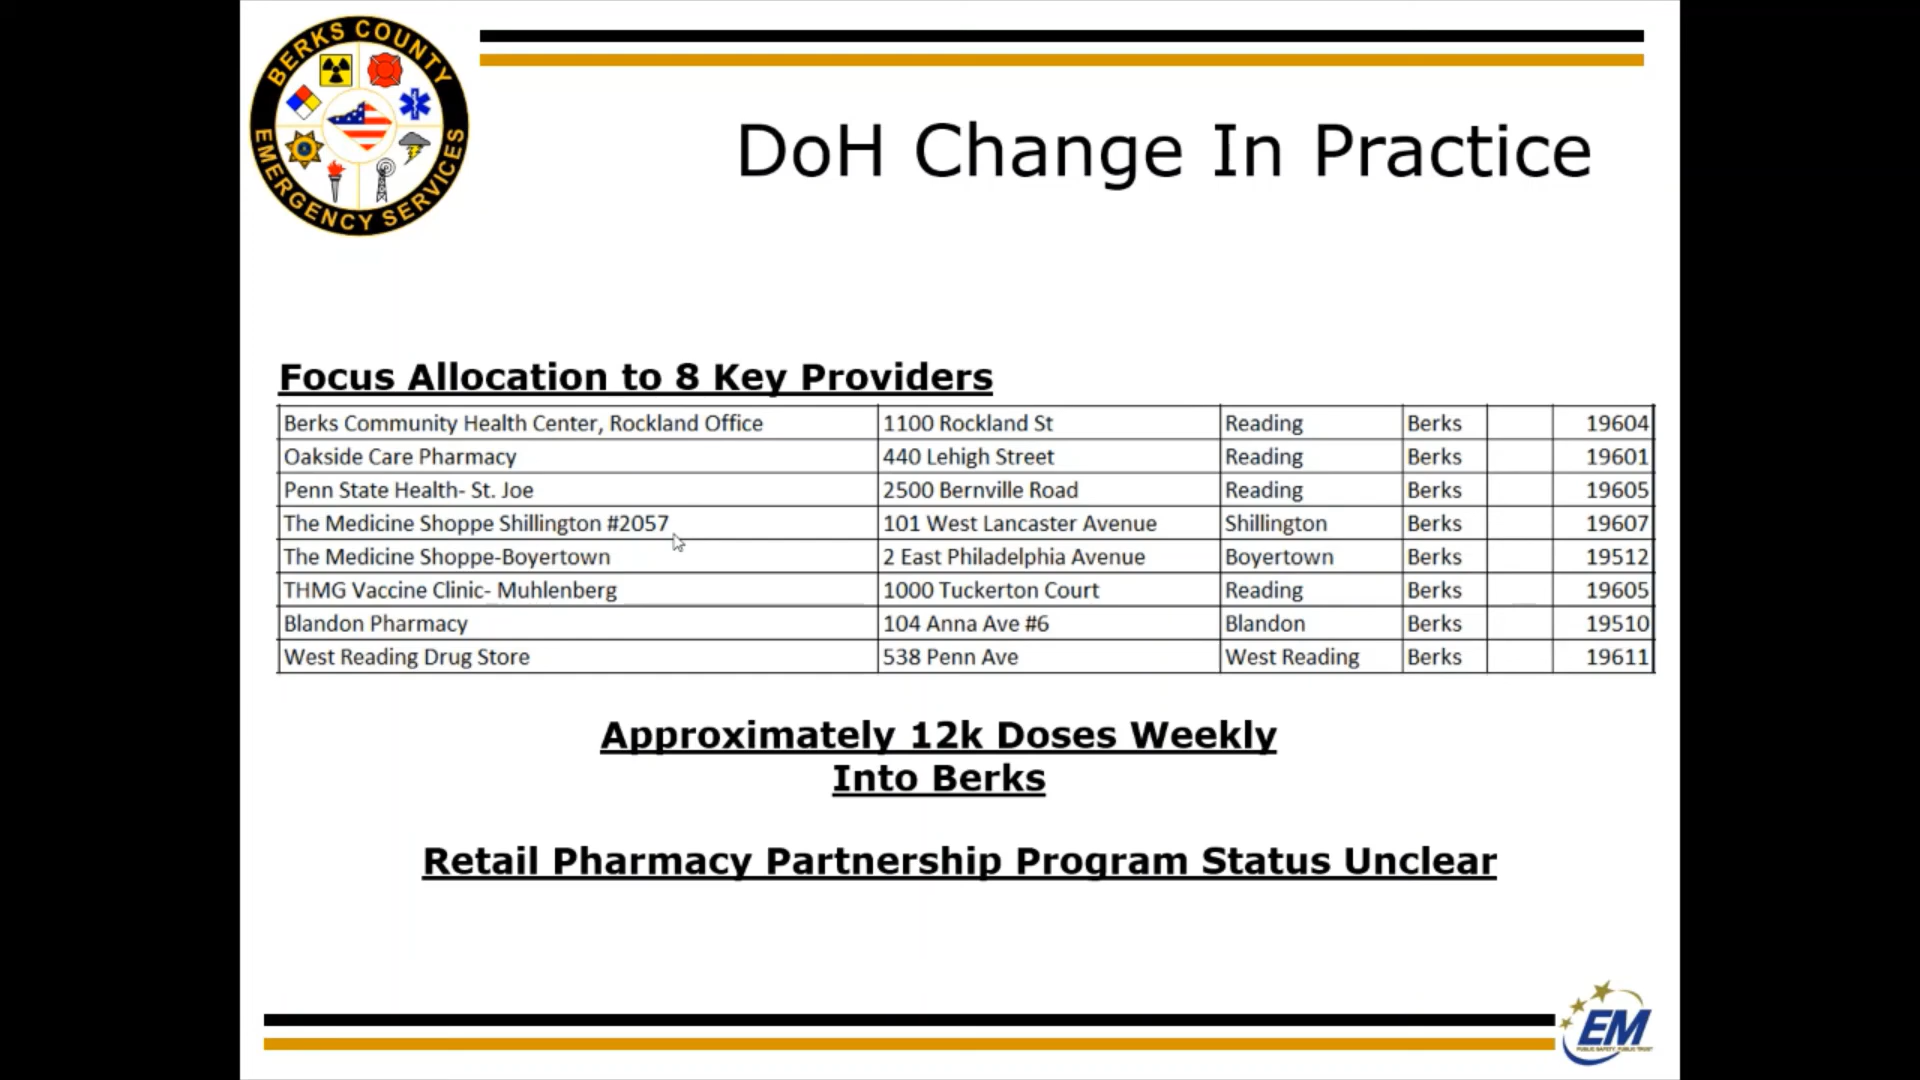 BERKS COUNTY
EMERGENCY SERVICES
DoH Change In Practice
Focus Allocation to 8 Key Providers
Berks Community Health Center, Rockland Office 1100 Rockland St Reading Berks 19604
Oakside Care Pharmacy 440 Lehigh Street Reading Berks 19601
Penn State Health- St. Joe 2500 Bernville Road Reading Berks 19605
The Medicine Shoppe Shillington #2057 101 West Lancaster Avenue Shillington Berks 19607
The Medicine Shoppe-Boyertown 2 East Philadelphia Avenue Boyertown Berks 19512
THMG Vaccine Clinic- Muhlenberg 1000 Tuckerton Court Reading Berks 19605
Blandon Pharmacy 104 Anna Ave #6 Blandon Berks 19510
West Reading Drug Store 538 Penn Ave West Reading Berks 19611
Approximately 12k Doses Weekly
Into Berks
Retail Pharmacy Partnership Program Status Unclear
EM
PUBLIC SAFETY, PUBLIC TRUST